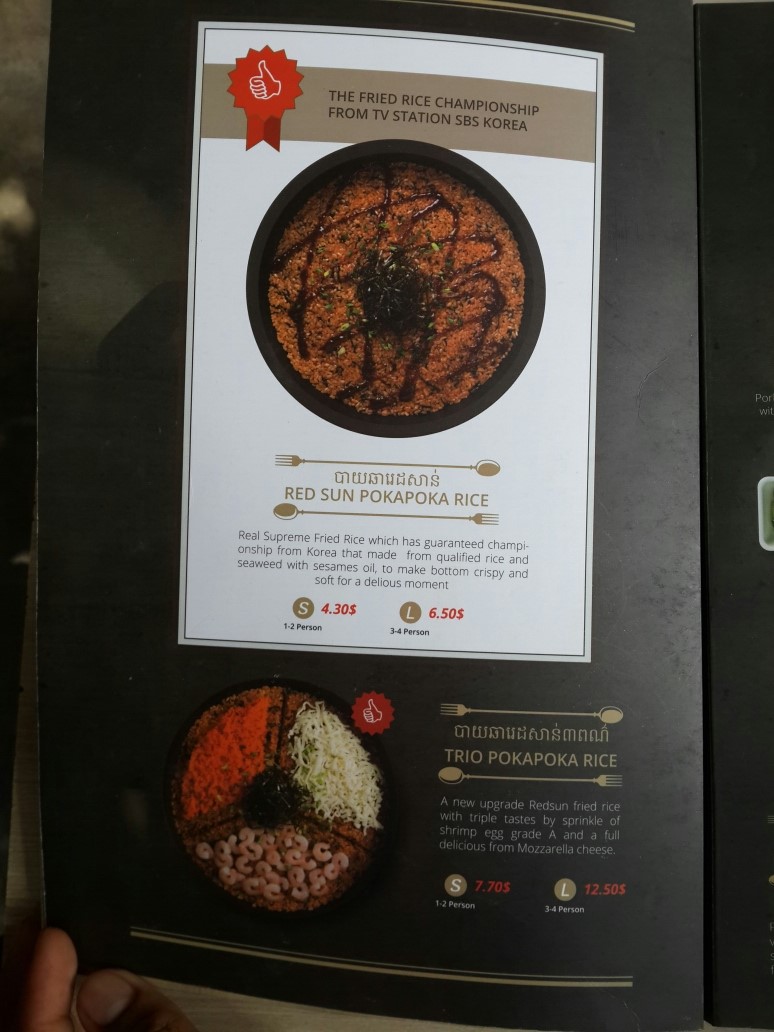 THE FRIED RICE CHAMPIONSHIP
FROM TV STATION SBS KOREA
បាយឆារេដសាន់
RED SUN POKAPOKA RICE
Real Supreme Fried Rice which has guaranteed champi-
onship from Korea that made from qualified rice and
seaweed with sesames oil, to make bottom crispy and
soft for a delious moment
S 4.30$ L 6.50$
1-2 Person 3-4 Person
បាយឆារេដសាន់៣ពណ៌
TRIO POKAPOKA RICE
A new upgrade Redsun fried rice
with triple tastes by sprinkle of
shrimp egg grade A and a full
delicious from Mozzarella cheese.
S 7.70$ L 12.50$
1-2 Person 3-4 Person